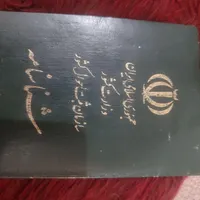 جمهوری اسلامی ایران
وزارت کشور
سازمان ثبت احوال کشور
شناسنامه